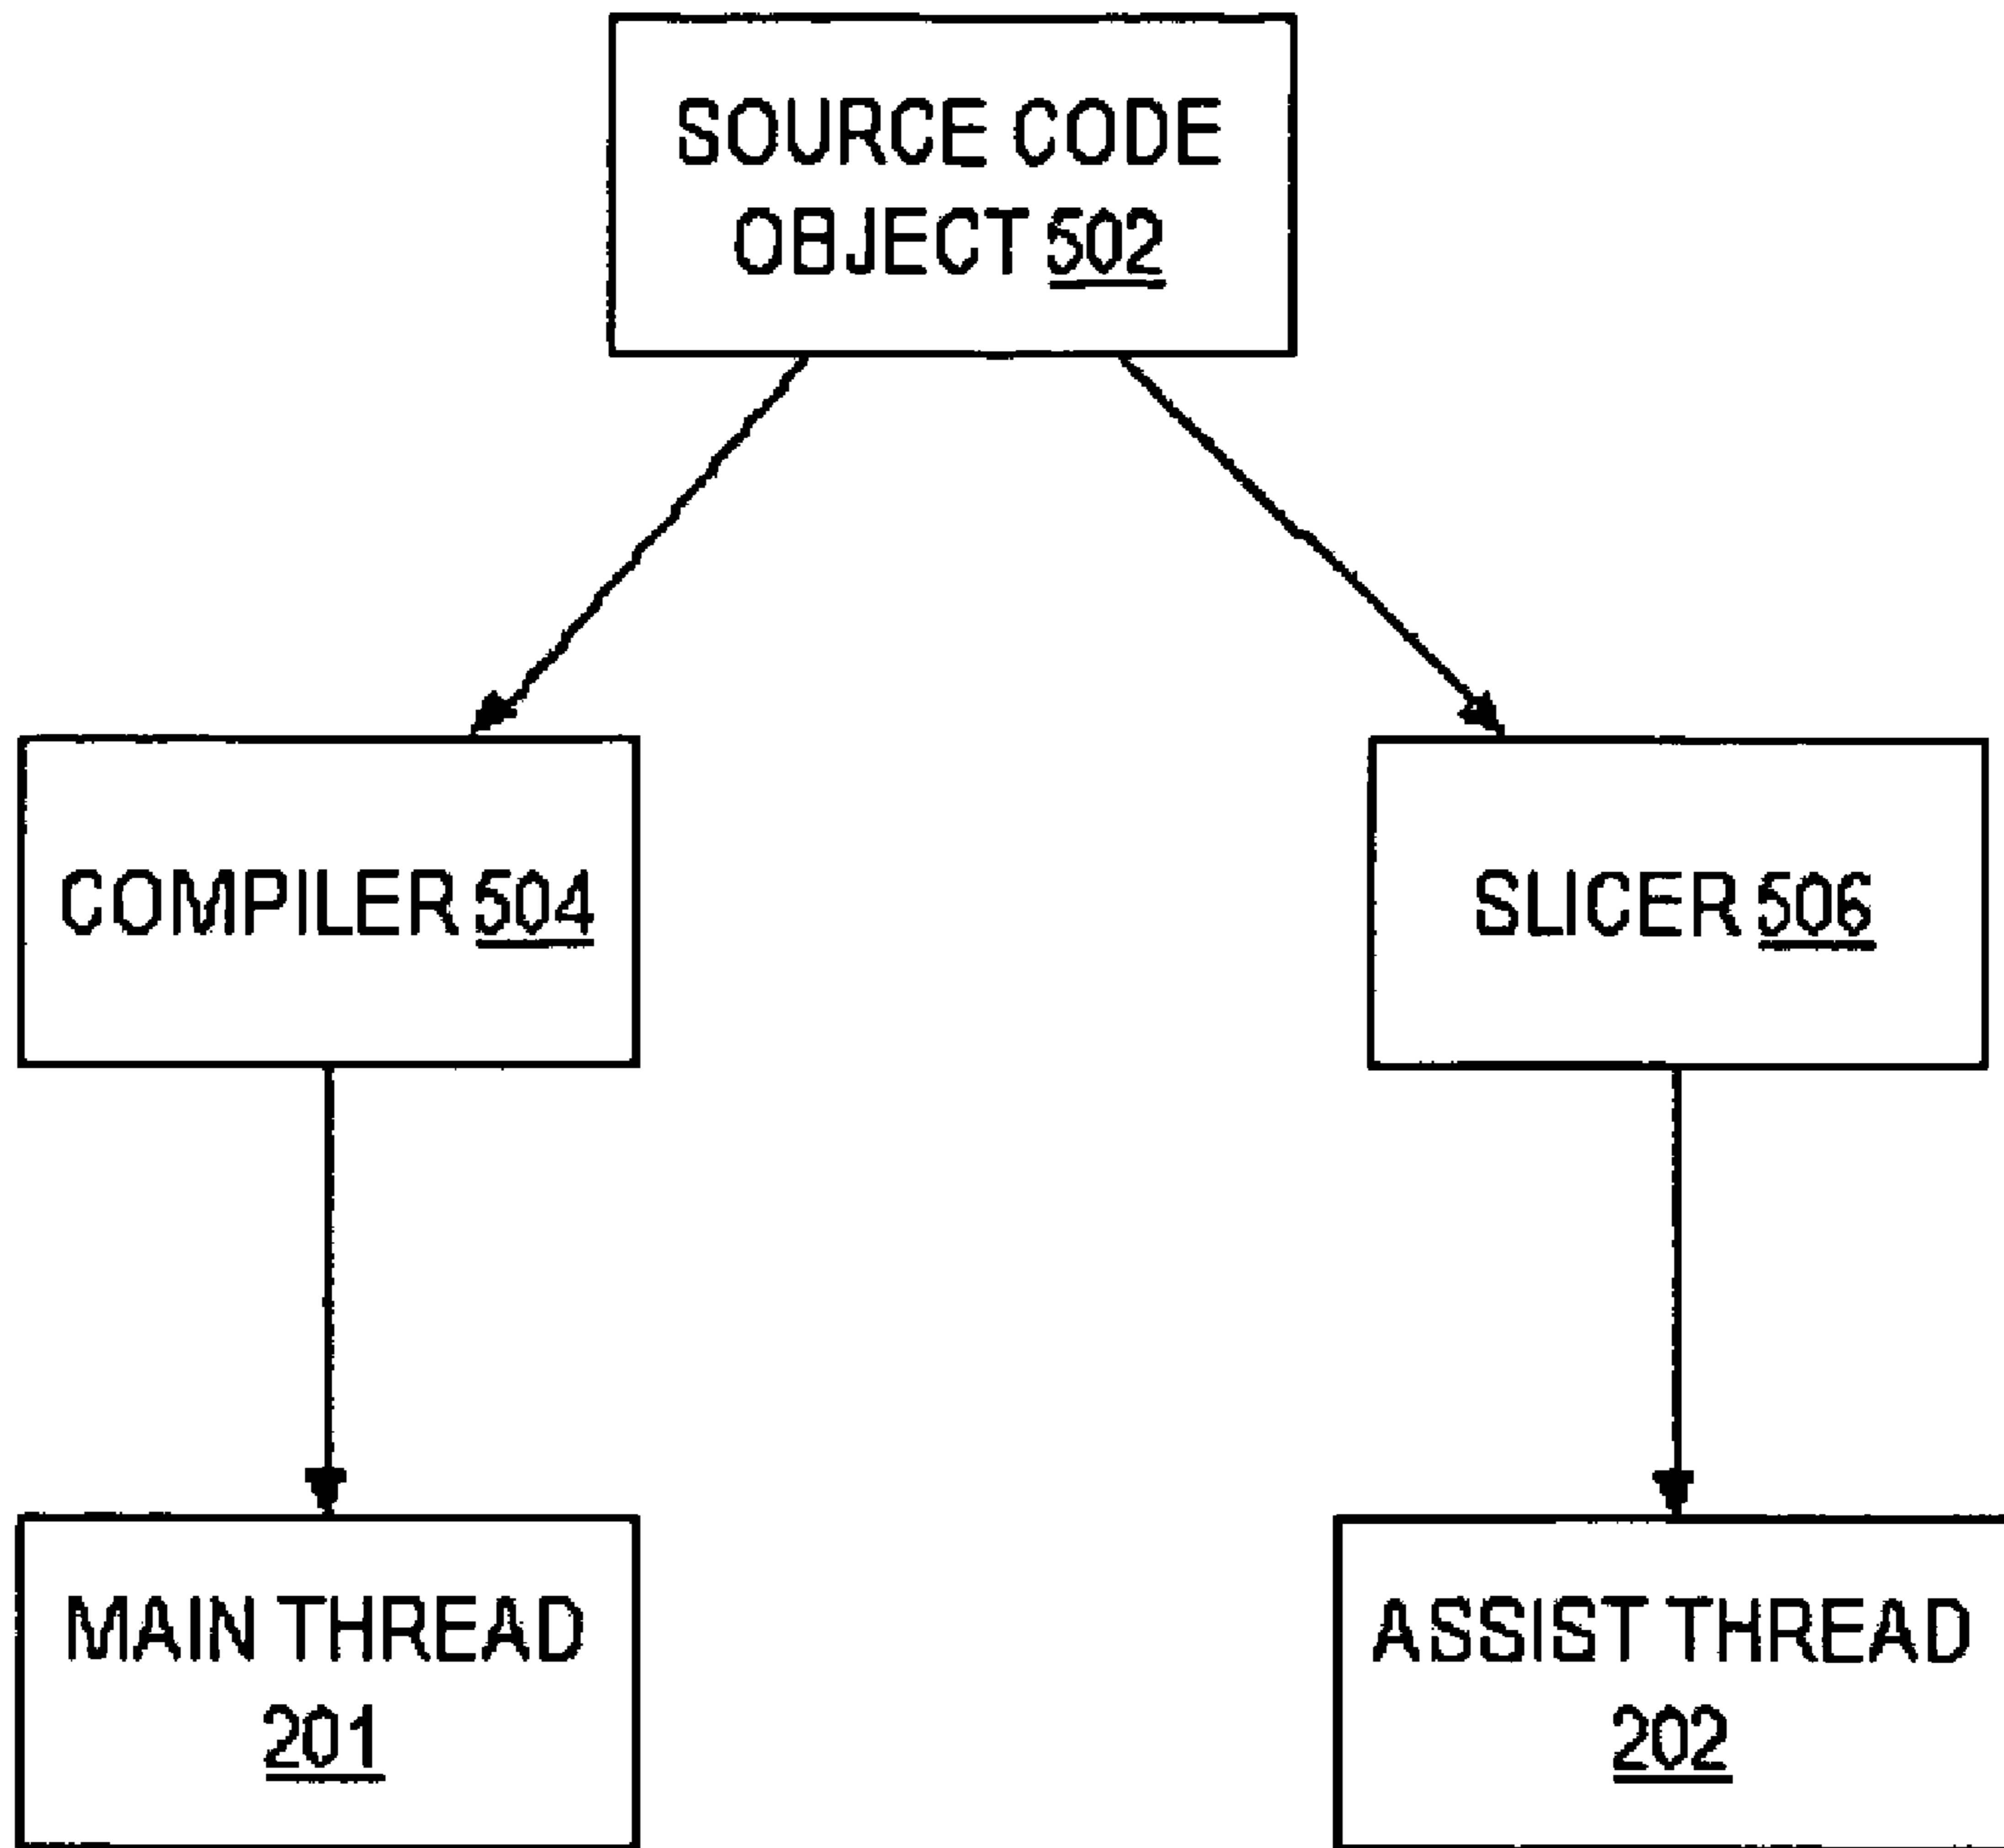 SOURCE CODE
OBJECT 502
COMPILER 504
SLICER 506
MAIN THREAD
201
ASSIST THREAD
202